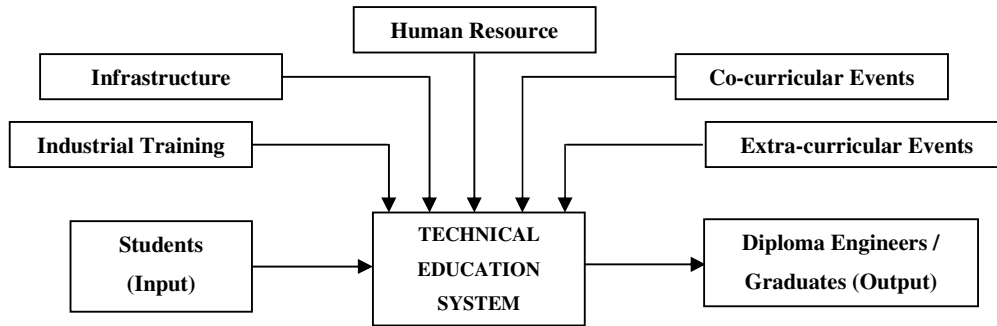 Human Resource
Infrastructure
Co-curricular Events
Industrial Training
Extra-curricular Events
Students
(Input)
TECHNICAL
EDUCATION
SYSTEM
Diploma Engineers /
Graduates (Output)